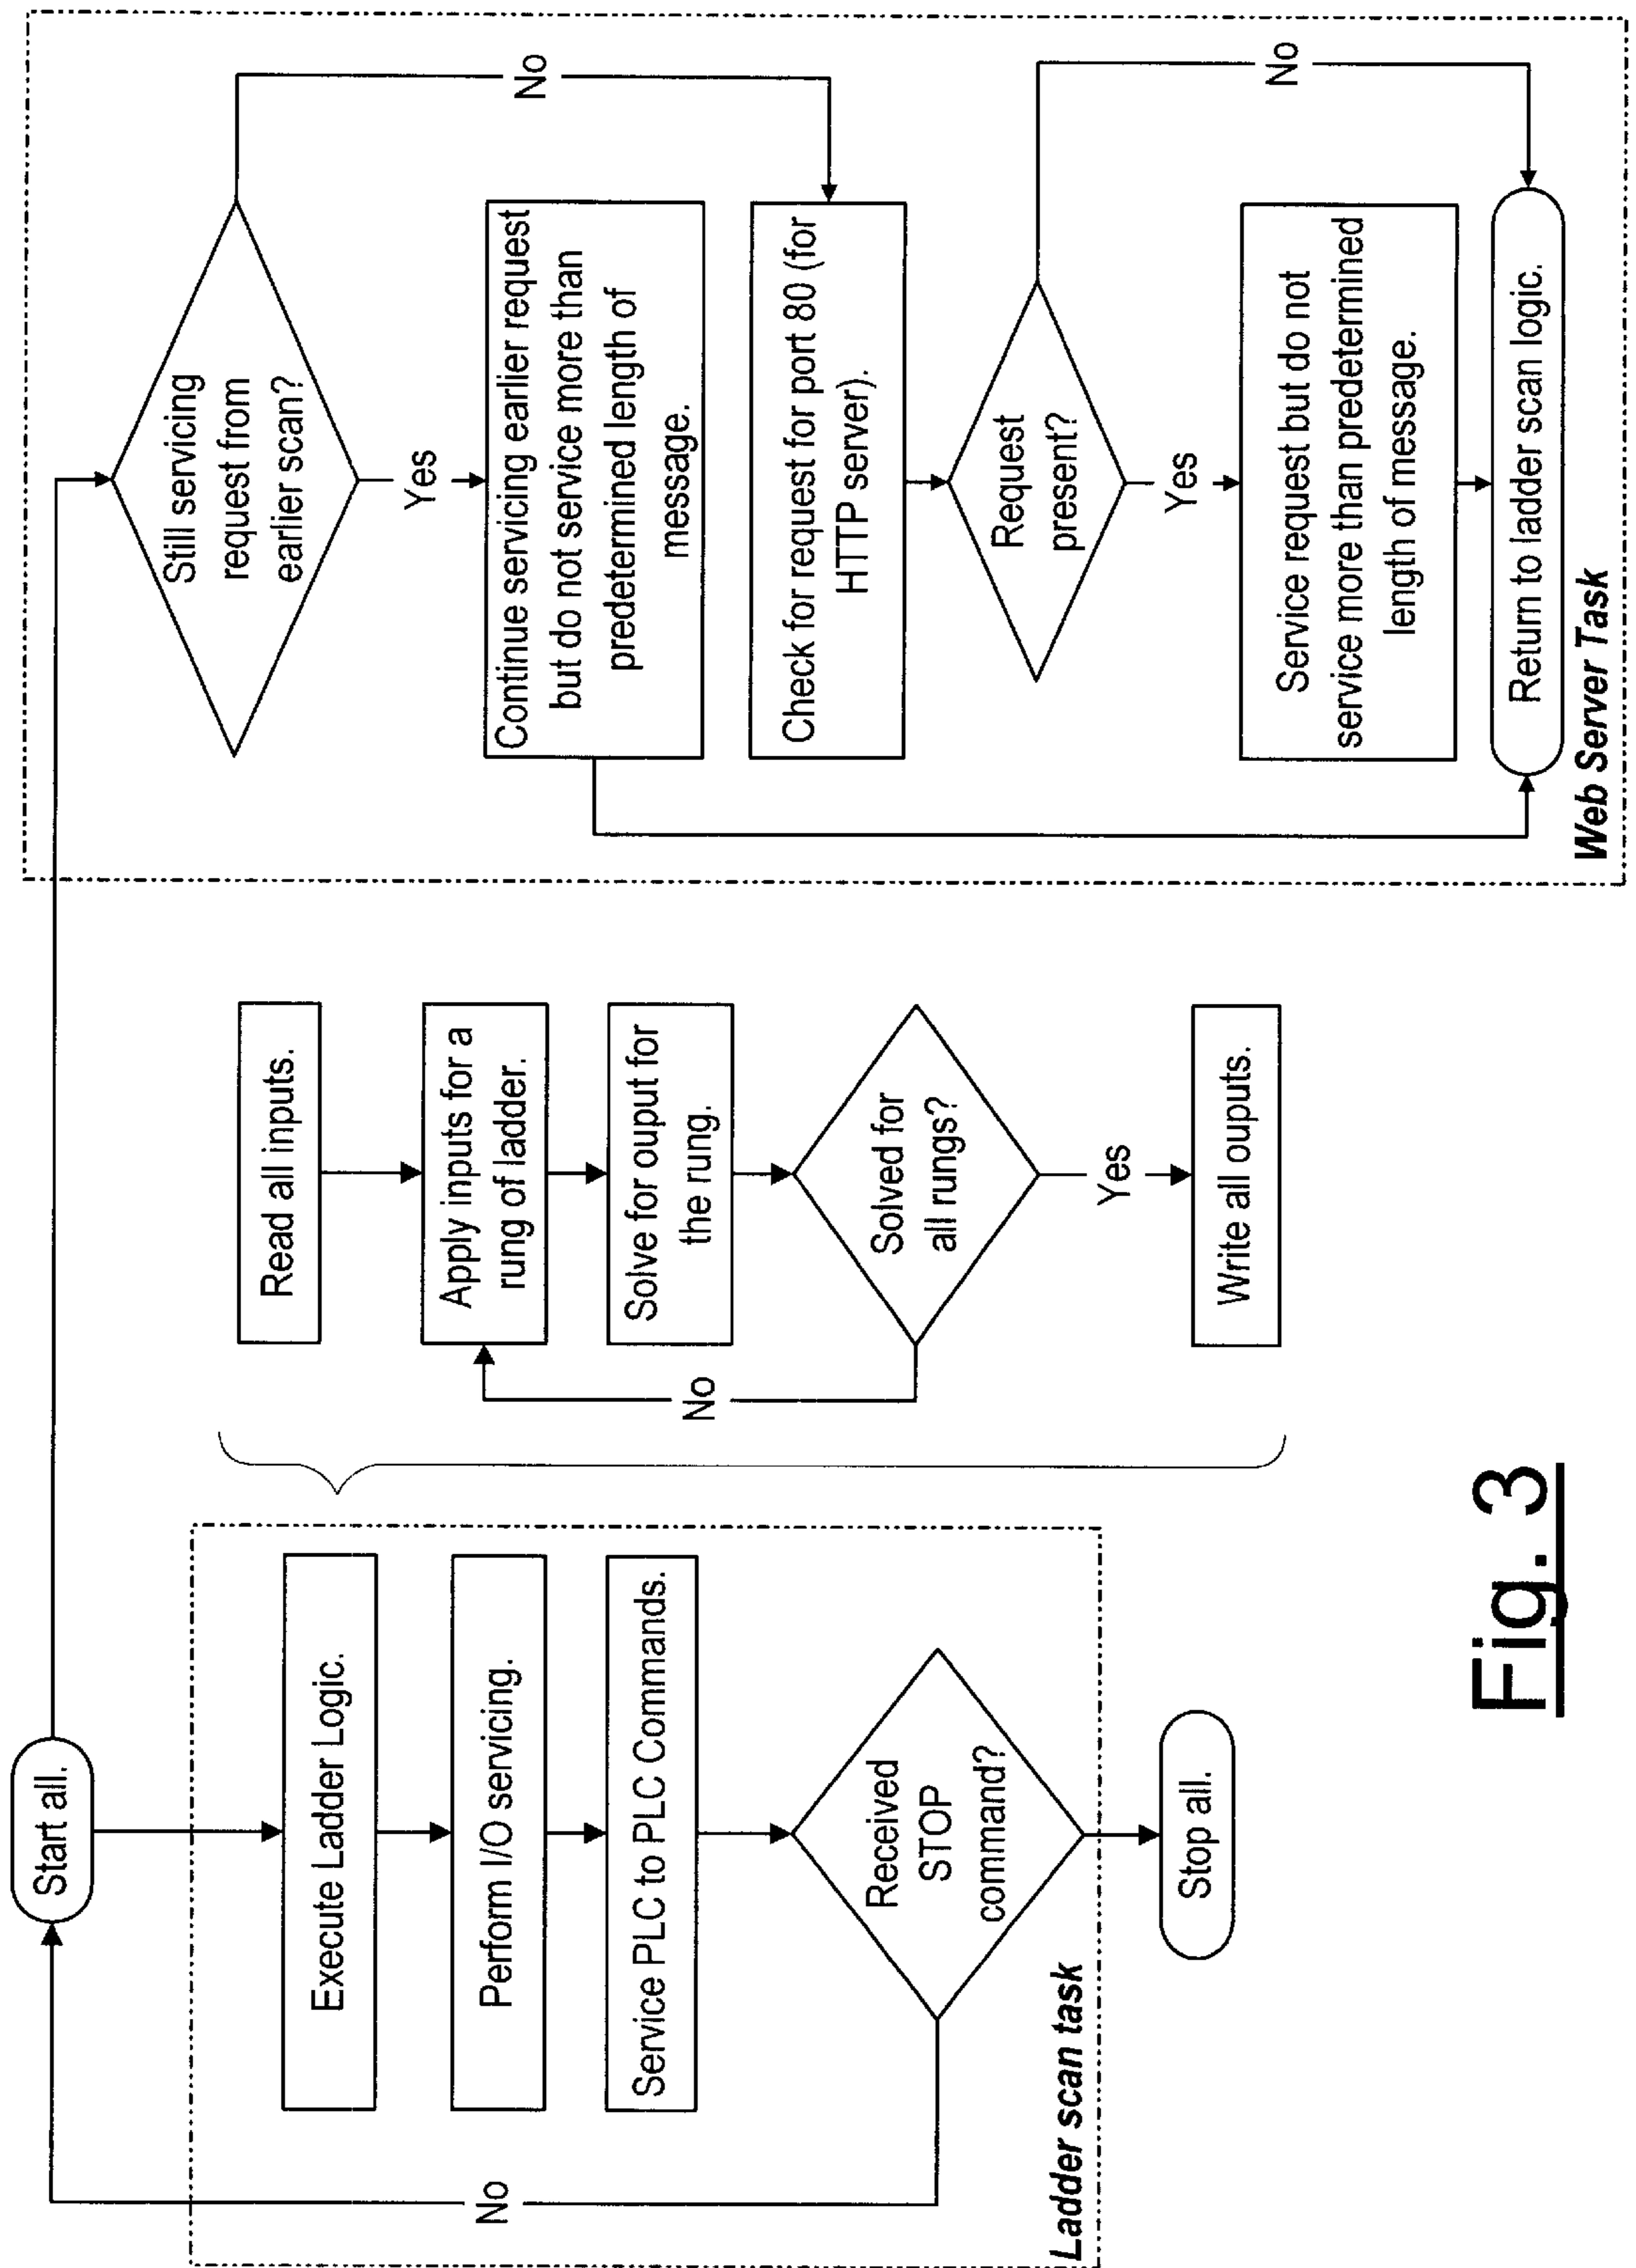 Start all.
Execute Ladder Logic.
Perform I/O servicing.
Service PLC to PLC Commands.
Received
STOP
command?
No
Stop all.
Ladder scan task
Read all inputs.
Apply inputs for a
rung of ladder.
Solve for ouput for
the rung.
Solved for
all rungs?
No
Yes
Write all ouputs.
Still servicing
request from
earlier scan?
No
Yes
Continue servicing earlier request
but do not service more than
predetermined length of
message.
Check for request for port 80 (for
HTTP server).
Request
present?
No
Yes
Service request but do not
service more than predetermined
length of message.
Return to ladder scan logic.
Web Server Task
Fig. 3